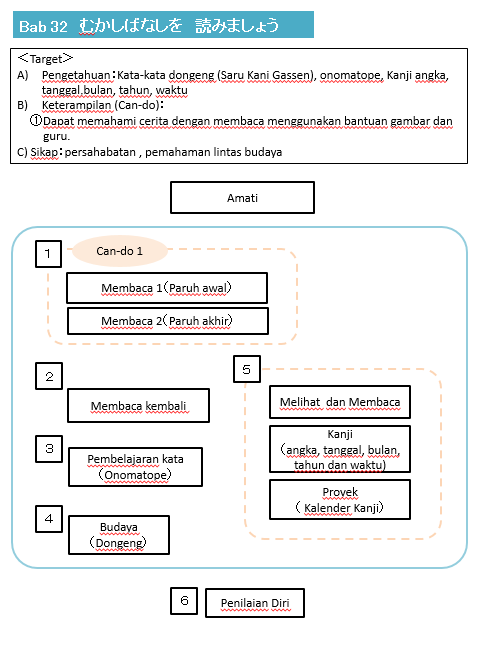 Bab 32 むかしばなしを 読みましょう
＜Target＞
A) Pengetahuan：Kata-kata dongeng (Saru Kani Gassen), onomatope, Kanji angka,
tanggal,bulan, tahun, waktu
B) Keterampilan (Can-do)：
①Dapat memahami cerita dengan membaca menggunakan bantuan gambar dan
guru.
C) Sikap：persahabatan , pemahaman lintas budaya
Amati
1
Can-do 1
Membaca 1（Paruh awal）
Membaca 2（Paruh akhir）
2
Membaca kembali
3
Pembelajaran kata
（Onomatope）
4
Budaya
（Dongeng）
5
Melihat dan Membaca
Kanji
（angka, tanggal, bulan,
tahun dan waktu)
Proyek
（ Kalender Kanji）
6
Penilaian Diri